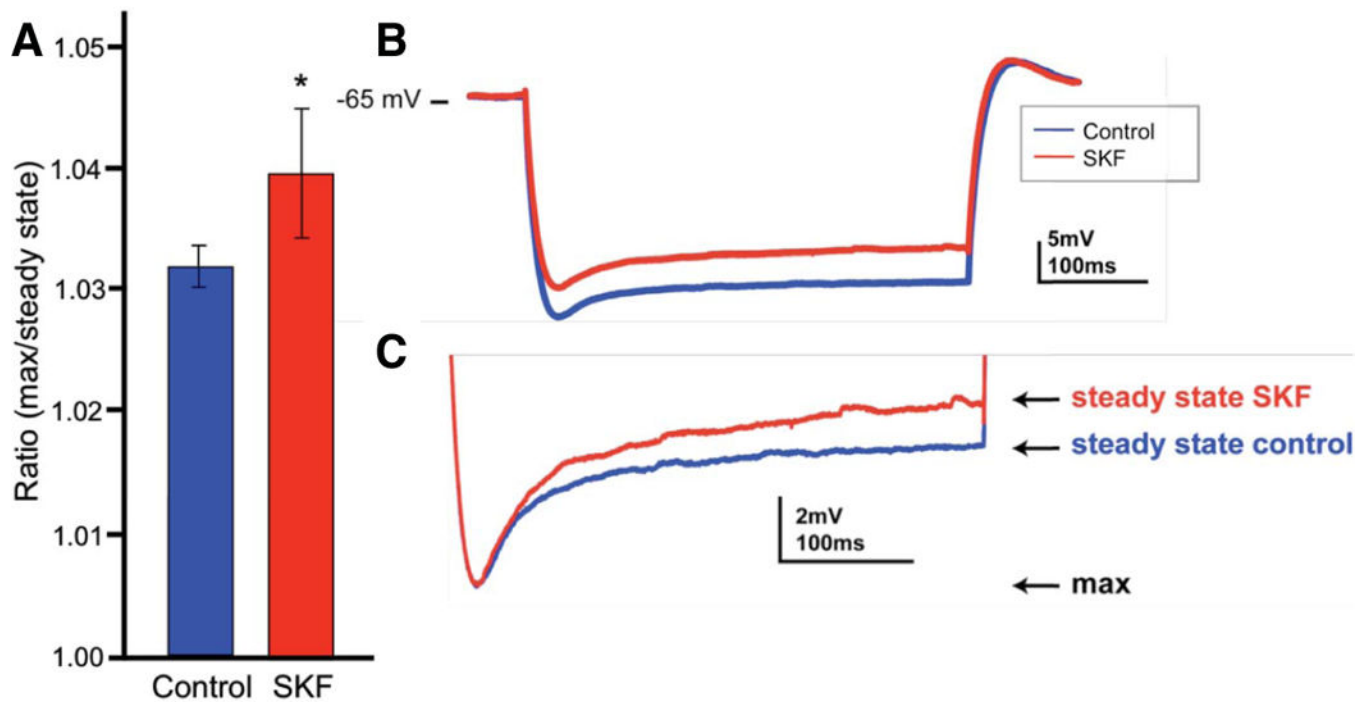 A
Ratio (max/steady state)
1.05
1.04
1.03
1.02
1.01
1.00
*
Control SKF
B
-65 mV
Control
SKF
5mV
100ms
C
steady state SKF
steady state control
2mV
100ms
max